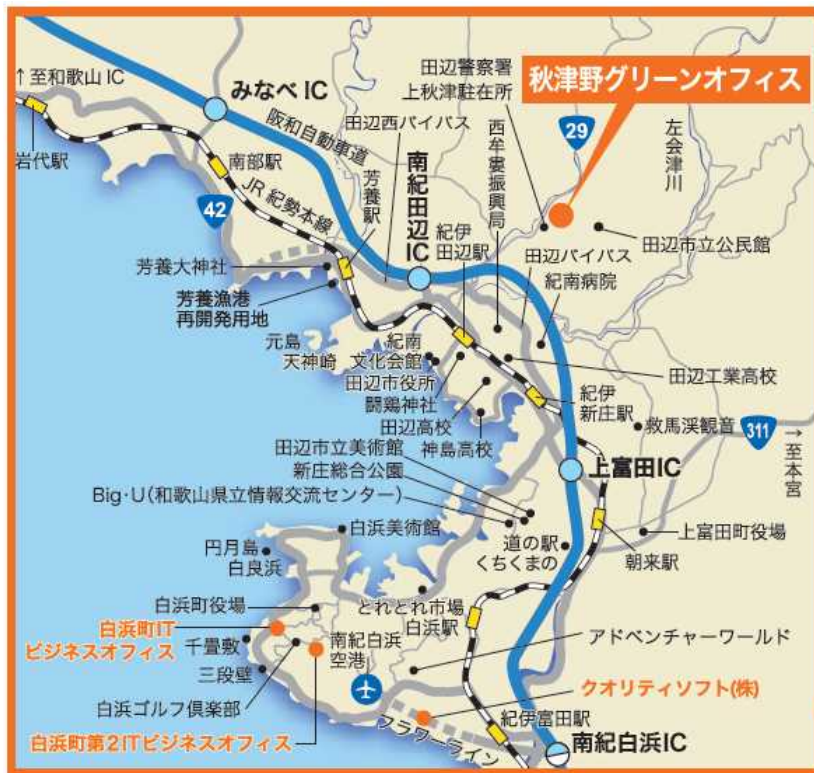 ↑至和歌山IC
みなべIC
阪和自動車道
田辺警察署
上秋津駐在所
秋津野グリーンオフィス
29
左会津川
田辺西バイパス
西牟婁振興局
岩代駅
南部駅
JR紀勢本線
芳養駅
南紀田辺IC
42
紀伊
田辺駅
田辺バイパス
田辺市立公民館
紀南病院
芳養大神社
芳養漁港
再開発用地
元島
天神崎
紀南
文化会館
田辺市役所
闘鶏神社
田辺高校
神島高校
田辺工業高校
紀伊
新庄駅
救馬渓観音
311
→至本宮
田辺市立美術館
新庄総合公園
Big・U(和歌山県立情報交流センター)
上富田IC
白浜美術館
円月島
白良浜
道の駅
くちくまの
朝来駅
上富田町役場
白浜町役場
とれとれ市場
白浜駅
白浜町IT
ビジネスオフィス
千畳敷
三段壁
南紀白浜
空港
アドベンチャーワールド
白浜ゴルフ倶楽部
クオリティソフト(株)
白浜町第2ITビジネスオフィス
フラワーライン
紀伊富田駅
南紀白浜IC